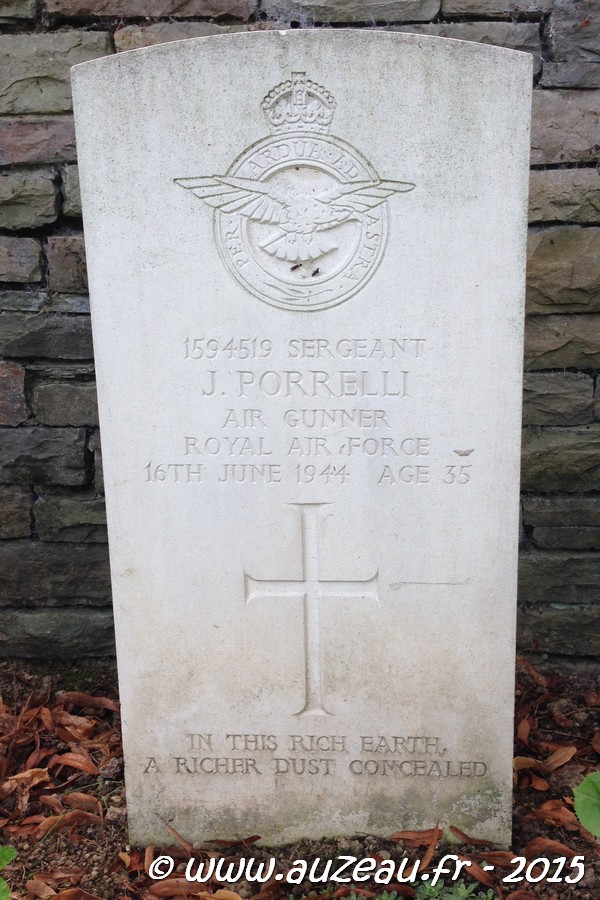 PER ARDUA AD ASTRA
1594519 SERGEANT
J. PORRELLI
AIR GUNNER
ROYAL AIR FORCE
16TH JUNE 1944 AGE 35
IN THIS RICH EARTH,
A RICHER DUST CONCEALED
© www.auzeau.fr - 2015